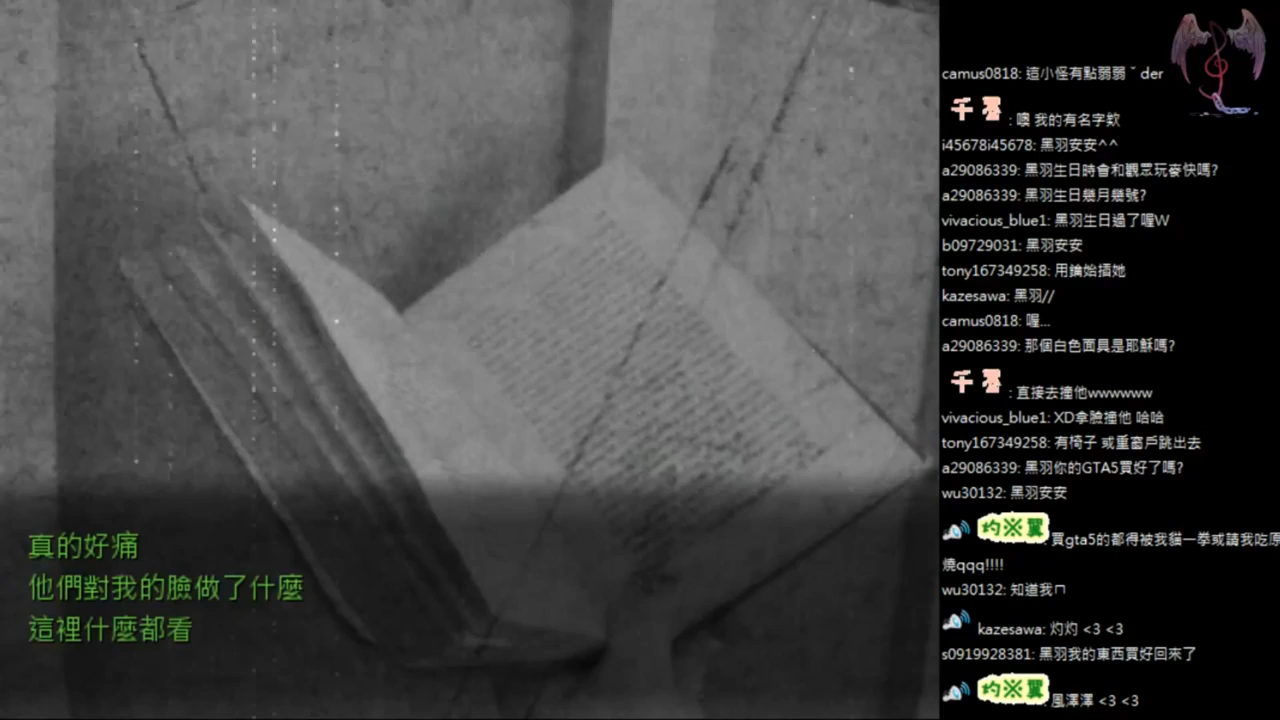 真的好痛
他們對我的臉做了什麼
這裡什麼都看
camus0818: 這小怪有點弱弱ˇder
千羽 : 噢 我的有名字欸
i45678i45678: 黑羽安安^^
a29086339: 黑羽生日時會和觀眾玩麥快嗎?
a29086339: 黑羽生日幾月幾號?
vivacious_blue1: 黑羽生日過了喔W
b09729031: 黑羽安安
tony167349258: 用鑰始插她
kazesawa: 黑羽//
camus0818: 喔...
a29086339: 那個白色面具是耶穌嗎?
: 直接去撞他wwwwww
vivacious_blue1: XD拿臉撞他 哈哈
tony167349258: 有椅子 或重窗戶跳出去
a29086339: 黑羽你的GTA5買好了嗎?
wu30132: 黑羽安安
灼※翼 : 買gta5的都得被我貓一拳或請我吃原
燒qqq!!!!
wu30132: 知道我ㄇ
kazesawa: 灼灼 <3 <3
s0919928381: 黑羽我的東西買好回來了
灼※翼 : 風澤澤 <3 <3